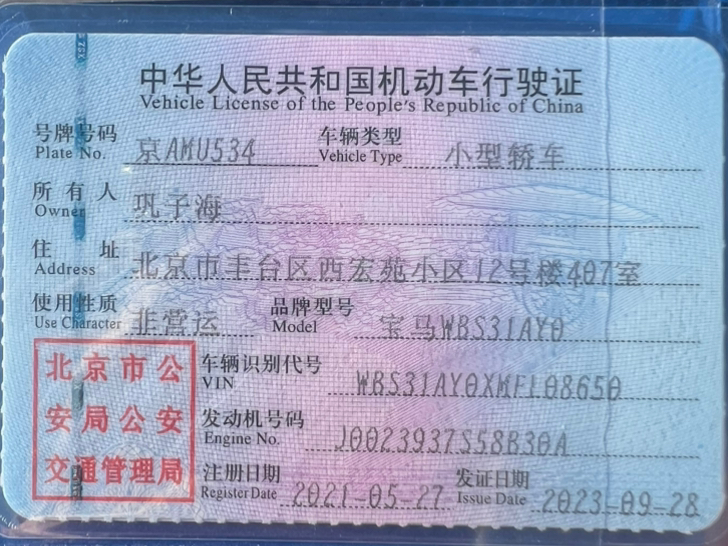 中华人民共和国机动车行驶证
Vehicle License of the People's Republic of China
号牌号码 京AMU534 车辆类型 小型轿车
Plate No. Vehicle Type
所有人 巩子海
Owner
住址 北京市丰台区西宏苑小区12号楼407室
Address
使用性质 非营运 品牌型号 宝马WBS31AY0
Use Character Model
北京市公安局公安交通管理局
车辆识别代号 WBS31AY0XMFL08650
VIN
发动机号码 J0023937S58B30A
Engine No.
注册日期 2021-05-27 发证日期 2023-09-28
Register Date Issue Date